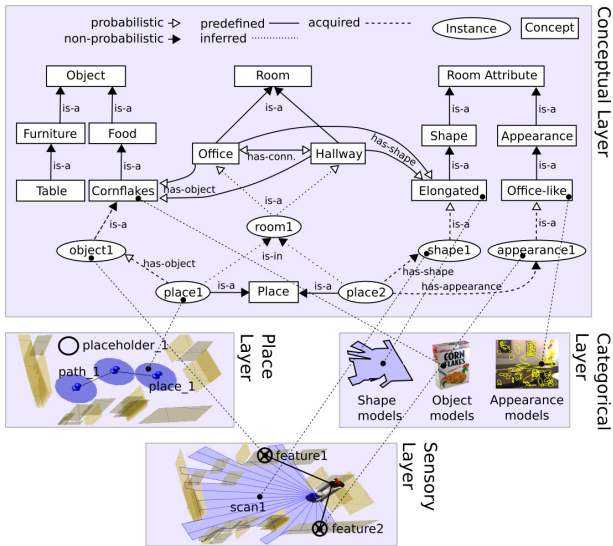 probabilistic
predefined
acquired
non-probabilistic
inferred
Instance
Concept
Conceptual Layer
Object
Room
Room Attribute
is-a
is-a
is-a
is-a
is-a
Furniture
Food
Shape
Appearance
Office
has-conn.
Hallway
has-shape
is-a
is-a
is-a
is-a
Table
Cornflakes
has-object
Elongated
Office-like
is-a
is-a
is-a
is-a
room1
object1
is-in
shape1
appearance1
has-object
has-shape
place1
is-a
Place
is-a
place2
has-appearance
placeholder_1
path_1
place_1
Place
Layer
CORN
FLAKES
Shape
models
Object
models
Appearance
models
Categorical
Layer
feature1
scan1
feature2
Sensory
Layer